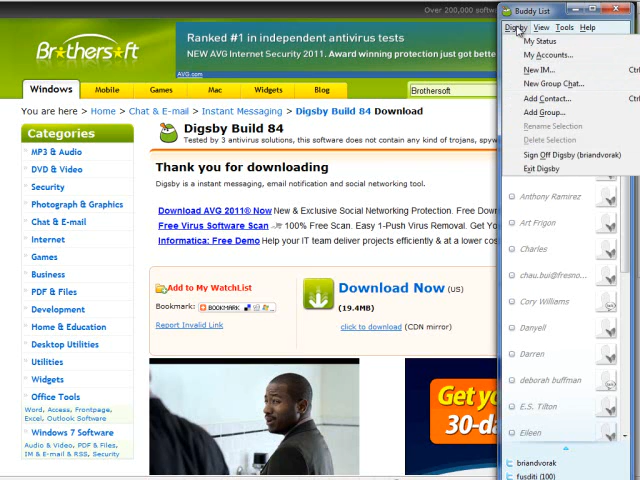 Over 200,000 softw
Brothersoft
Ranked #1 in independent antivirus tests
NEW AVG Internet Security 2011. Award winning protection just got bette
AVG.com
Windows
Mobile
Games
Mac
Widgets
Blog
Brothersoft
You are here > Home > Chat & E-mail > Instant Messaging > Digsby Build 84 Download
Categories
MP3 & Audio
DVD & Video
Security
Photograph & Graphics
Chat & E-mail
Internet
Games
Business
PDF & Files
Development
Home & Education
Desktop Utilities
Utilities
Widgets
Office Tools
Word, Access, Frontpage,
Excel, Outlook Software
Windows 7 Software
Audio & Video, PDF & Files,
IM & E-mail & RSS, Security
Digsby Build 84
Tested by 3 antivirus solutions, this software does not contain any kind of trojans, spyw
Thank you for downloading
Digsby is a instant messaging, email notification and social networking tool.
Download AVG 2011® Now New & Exclusive Social Networking Protection. Free Down
Free Virus Software Scan 100% Free Scan. Easy 1-Push Virus Removal. Get Yo
Informatica: Free Demo Help your IT team deliver projects efficiently & at a lower cos
Add to My WatchList
Bookmark: BOOKMARK
Report Invalid Link
Download Now (US)
(19.4MB)
click to download (CDN mirror)
Get yo
30-da
Buddy List
Digsby View Tools Help
My Status
My Accounts...
New IM... Ctrl
New Group Chat...
Add Contact... Ctrl
Add Group...
Rename Selection
Delete Selection
Sign Off Digsby (briandvorak)
Exit Digsby
Anthony Ramirez
Art Frigon
Charles
chau.bui@fresno...
Cory Williams
Danyell
Darren
deborah buffman
E.S. Tilton
Eileen
briandvorak
fusditi (100)